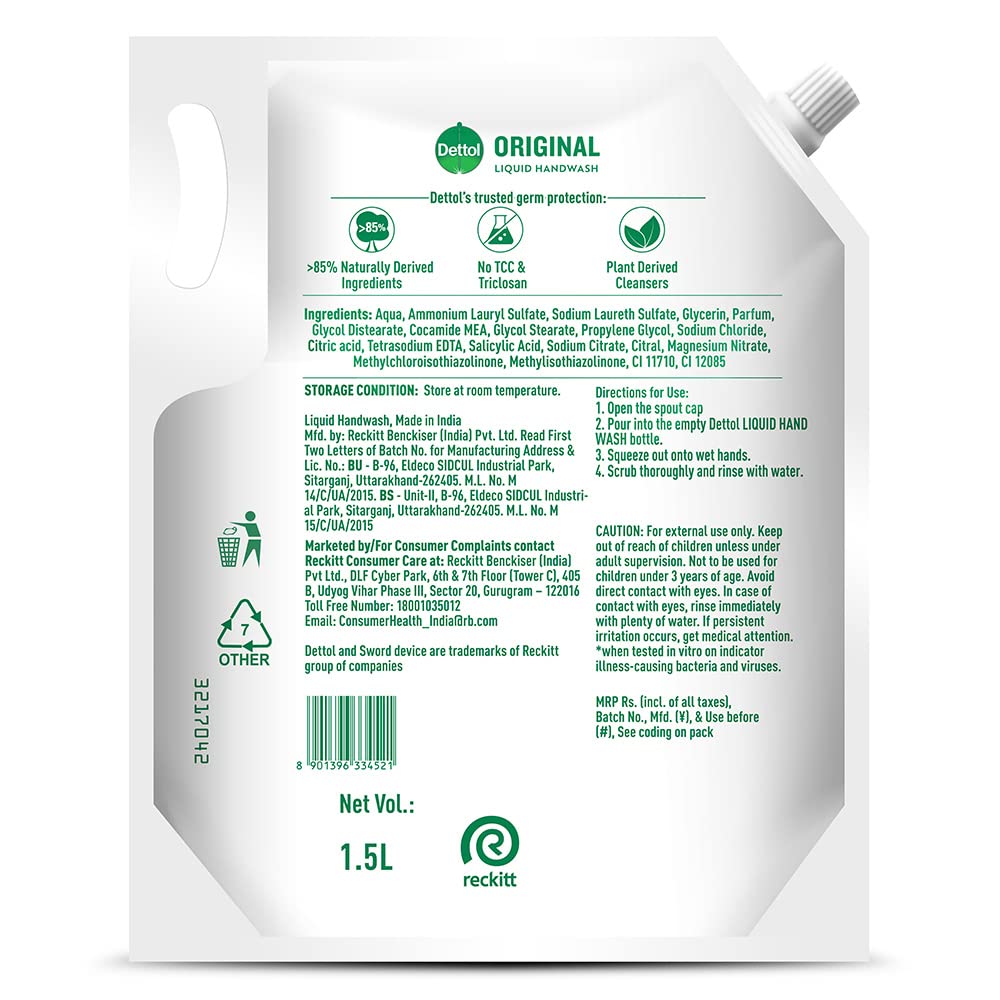 Dettol
ORIGINAL
LIQUID HANDWASH
Dettol's trusted germ protection:
>85%
>85% Naturally Derived
Ingredients
No TCC &
Triclosan
Plant Derived
Cleansers
Ingredients: Aqua, Ammonium Lauryl Sulfate, Sodium Laureth Sulfate, Glycerin, Parfum,
Glycol Distearate, Cocamide MEA, Glycol Stearate, Propylene Glycol, Sodium Chloride,
Citric acid, Tetrasodium EDTA, Salicylic Acid, Sodium Citrate, Citral, Magnesium Nitrate,
Methylchloroisothiazolinone, Methylisothiazolinone, CI 11710, CI 12085
STORAGE CONDITION: Store at room temperature.
Liquid Handwash, Made in India
Mfd. by: Reckitt Benckiser (India) Pvt. Ltd. Read First
Two Letters of Batch No. for Manufacturing Address &
Lic. No.: BU - B-96, Eldeco SIDCUL Industrial Park,
Sitarganj, Uttarakhand-262405. M.L. No. M
14/C/UA/2015. BS - Unit-II, B-96, Eldeco SIDCUL Industri-
al Park, Sitarganj, Uttarakhand-262405. M.L. No. M
15/C/UA/2015
Marketed by/For Consumer Complaints contact
Reckitt Consumer Care at: Reckitt Benckiser (India)
Pvt Ltd., DLF Cyber Park, 6th & 7th Floor (Tower C), 405
B, Udyog Vihar Phase III, Sector 20, Gurugram – 122016
Toll Free Number: 18001035012
Email: ConsumerHealth_India@rb.com
Dettol and Sword device are trademarks of Reckitt
group of companies
Directions for Use:
1. Open the spout cap
2. Pour into the empty Dettol LIQUID HAND
WASH bottle.
3. Squeeze out onto wet hands.
4. Scrub thoroughly and rinse with water.
CAUTION: For external use only. Keep
out of reach of children unless under
adult supervision. Not to be used for
children under 3 years of age. Avoid
direct contact with eyes. In case of
contact with eyes, rinse immediately
with plenty of water. If persistent
irritation occurs, get medical attention.
*when tested in vitro on indicator
illness-causing bacteria and viruses.
MRP Rs. (incl. of all taxes),
Batch No., Mfd. (¥), & Use before
(#), See coding on pack
7
OTHER
3217042
8 901396 334521
Net Vol.:
1.5L
reckitt